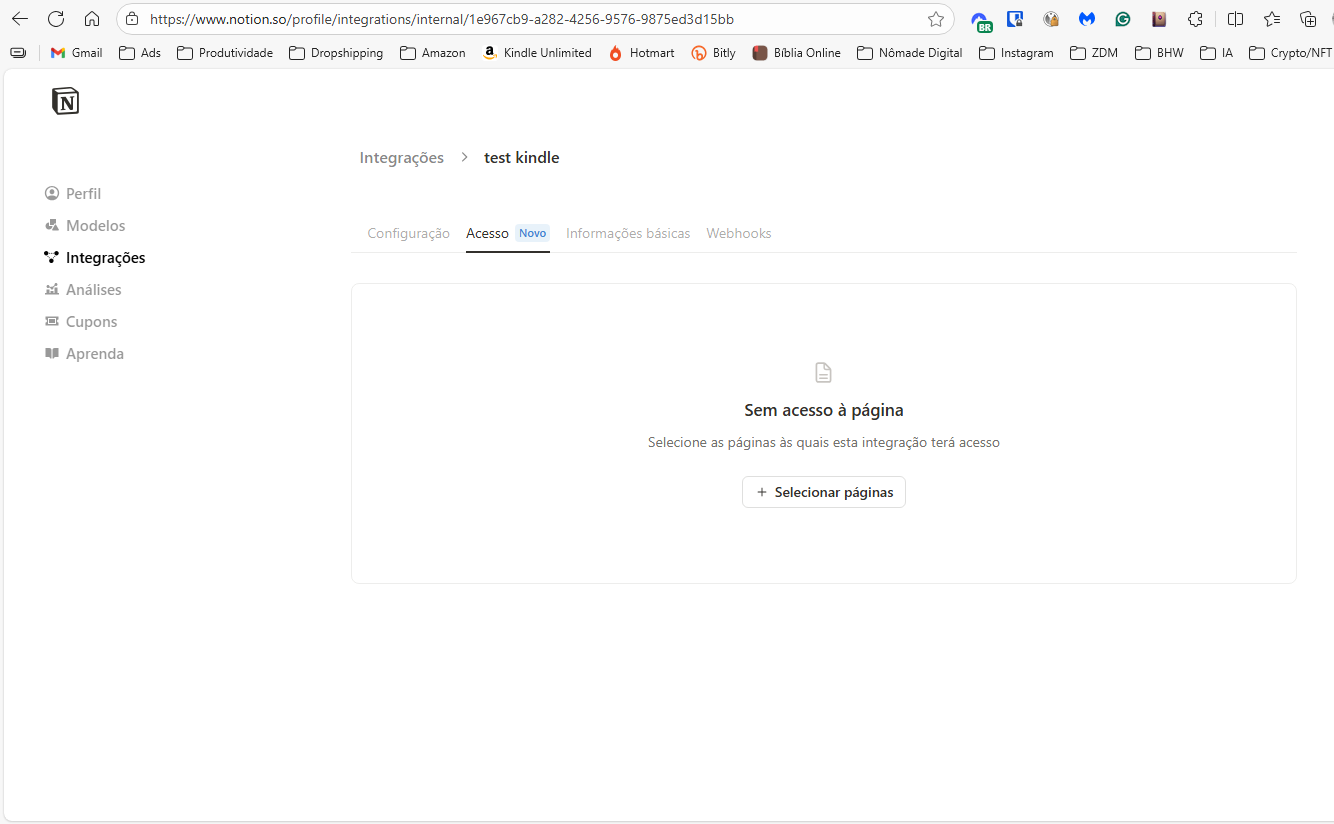 https://www.notion.so/profile/integrations/internal/1e967cb9-a282-4256-9576-9875ed3d15bb
BR
Gmail Ads Produtividade Dropshipping Amazon Kindle Unlimited Hotmart Bitly Bíblia Online Nômade Digital Instagram ZDM BHW IA Crypto/NFT
N
Integrações > test kindle
Perfil
Modelos
Integrações
Análises
Cupons
Aprenda
Configuração Acesso Novo Informações básicas Webhooks
Sem acesso à página
Selecione as páginas às quais esta integração terá acesso
+ Selecionar páginas